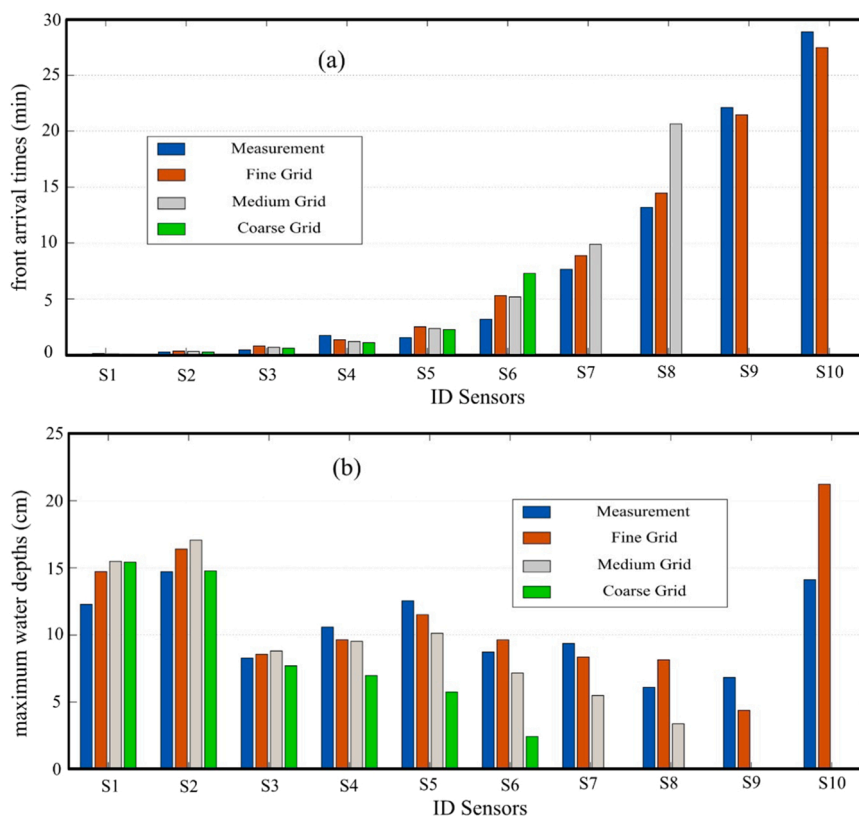 30
(a)
25
20
15
10
5
0
front arrival times (min)
Measurement
Fine Grid
Medium Grid
Coarse Grid
S1 S2 S3 S4 S5 S6 S7 S8 S9 S10
ID Sensors
25
(b)
20
15
10
5
0
maximum water depths (cm)
Measurement
Fine Grid
Medium Grid
Coarse Grid
S1 S2 S3 S4 S5 S6 S7 S8 S9 S10
ID Sensors